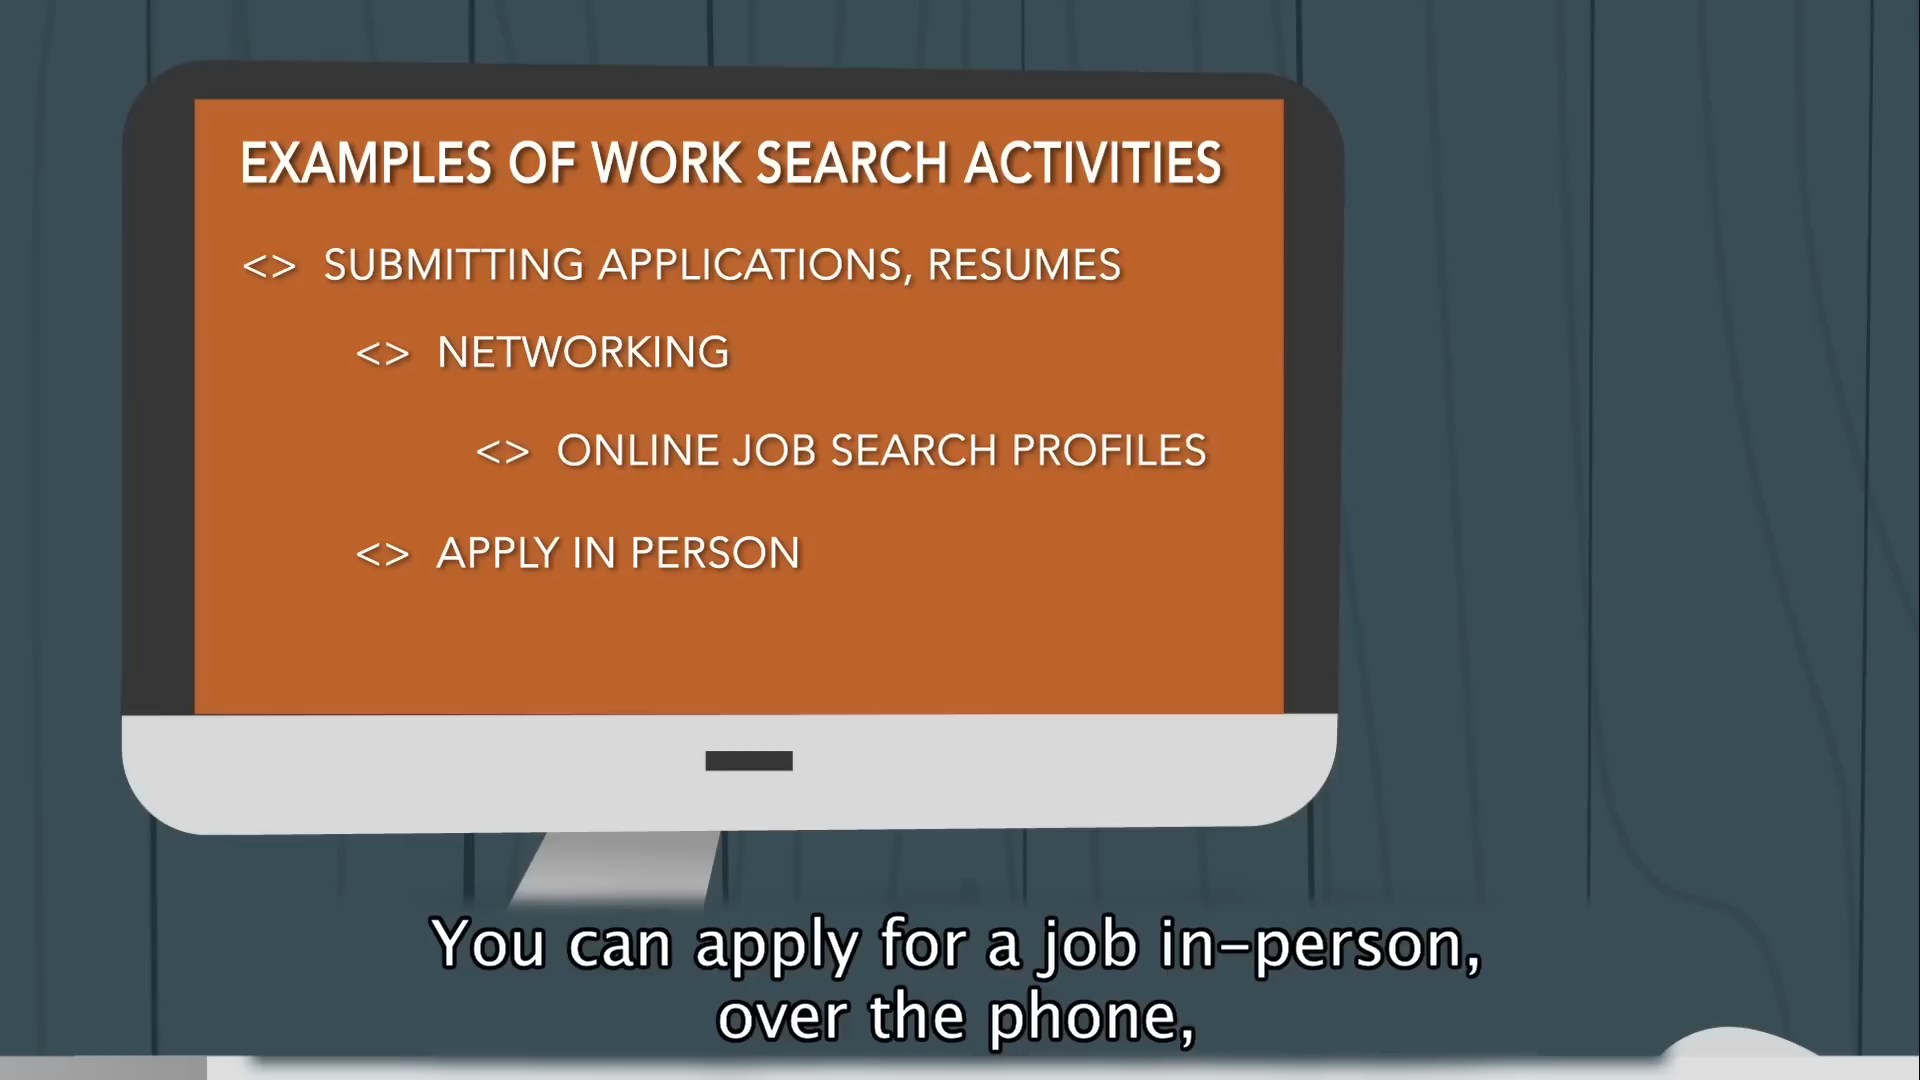 EXAMPLES OF WORK SEARCH ACTIVITIES
<> SUBMITTING APPLICATIONS, RESUMES
<> NETWORKING
<> ONLINE JOB SEARCH PROFILES
<> APPLY IN PERSON
You can apply for a job in-person,
over the phone,